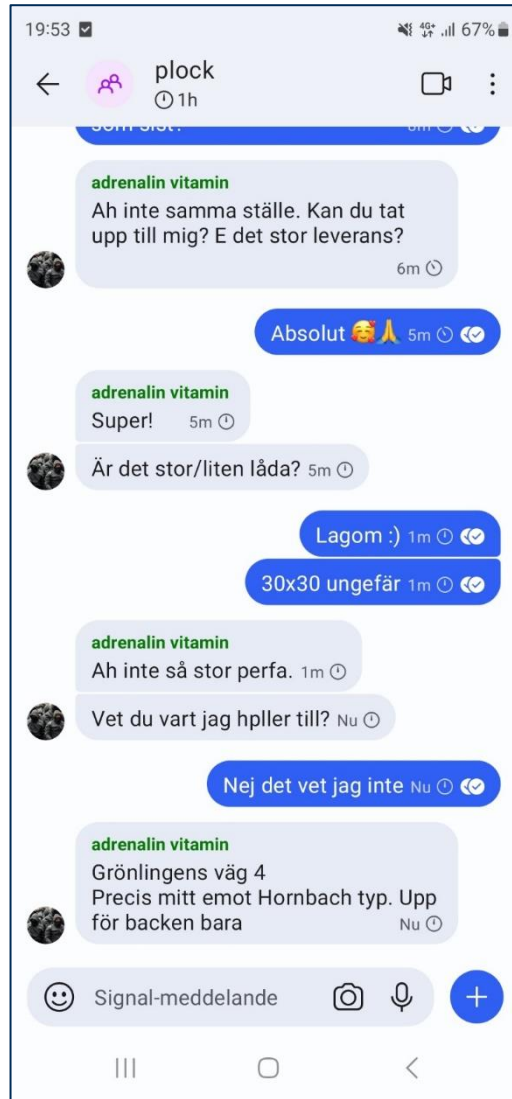 19:53
4G+ 67%
plock
1h
som sist?
8m
adrenalin vitamin
Ah inte samma ställe. Kan du tat
upp till mig? E det stor leverans?
6m
Absolut 🥰🙏 5m
adrenalin vitamin
Super! 5m
Är det stor/liten låda? 5m
Lagom :) 1m
30x30 ungefär 1m
adrenalin vitamin
Ah inte så stor perfa. 1m
Vet du vart jag hpller till? Nu
Nej det vet jag inte Nu
adrenalin vitamin
Grönlingens väg 4
Precis mitt emot Hornbach typ. Upp
för backen bara Nu
Signal-meddelande